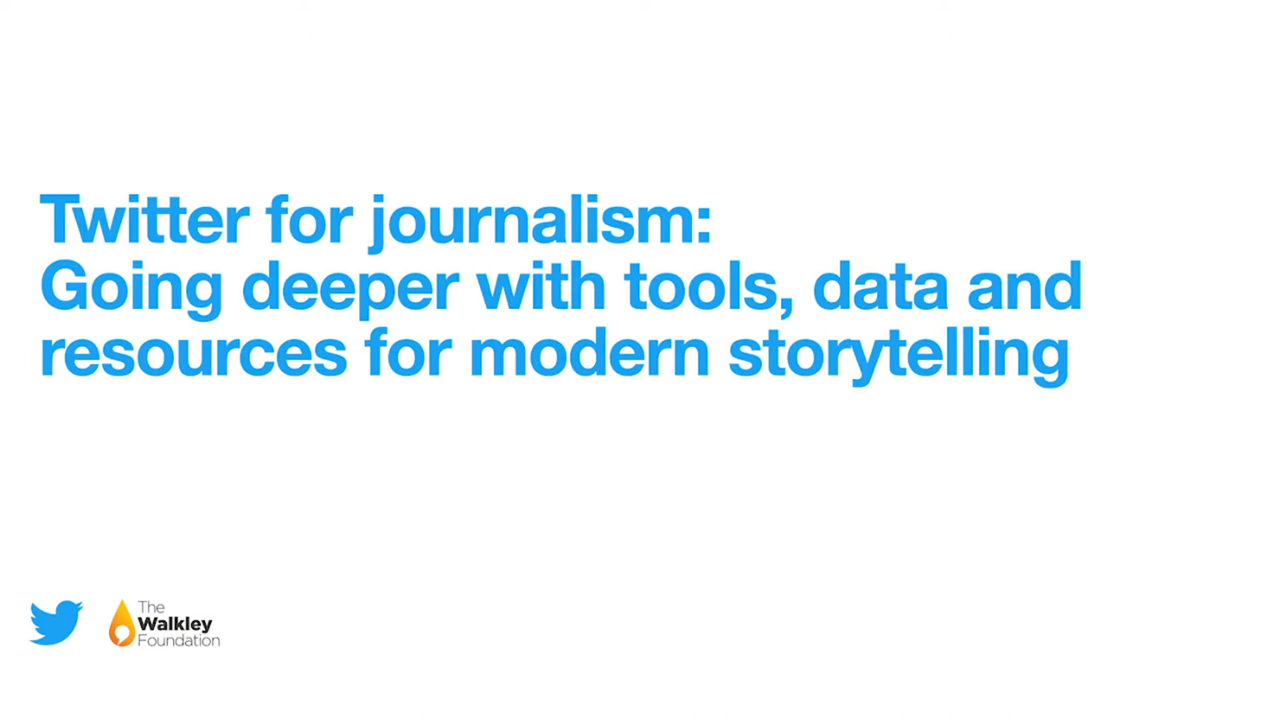 Twitter for journalism:
Going deeper with tools, data and
resources for modern storytelling
The
Walkley
Foundation